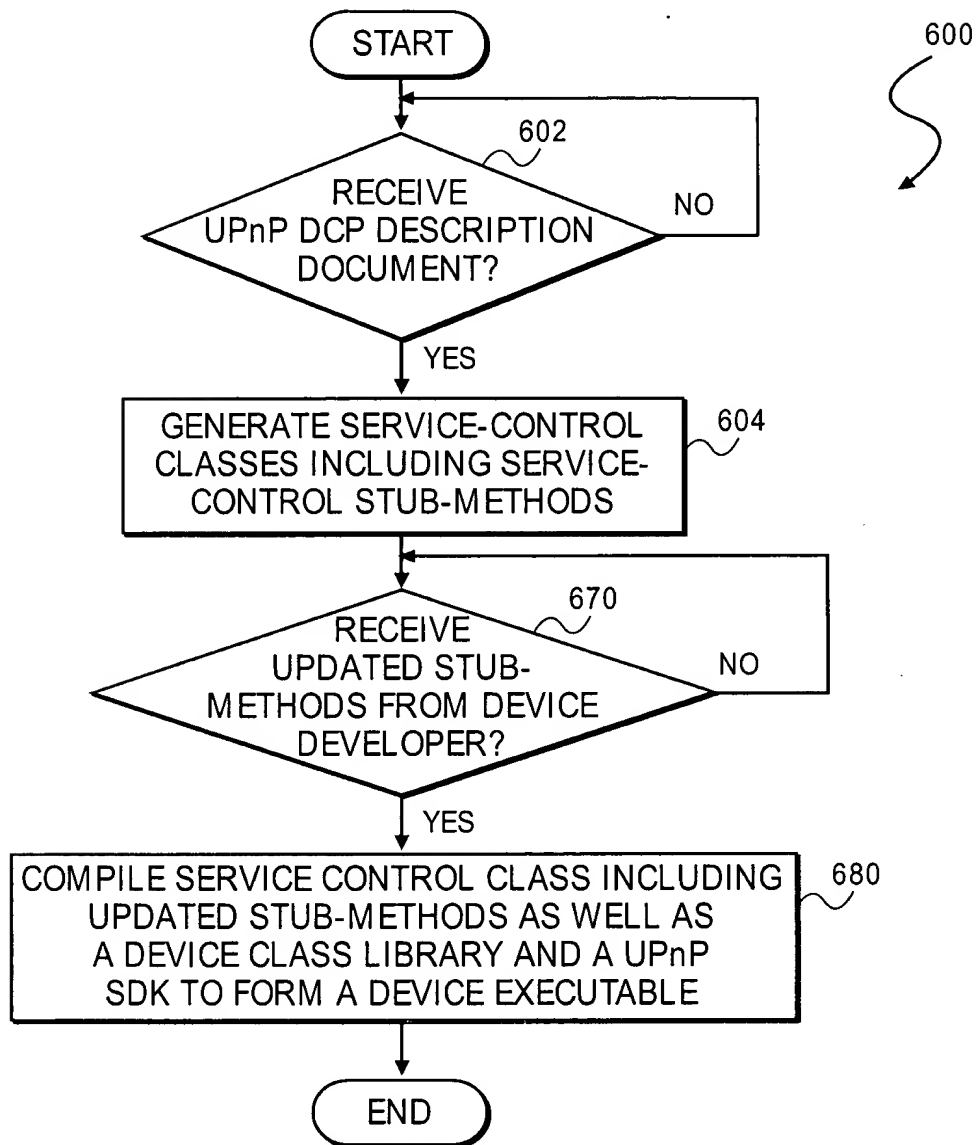 START
600
602
RECEIVE
UPnP DCP DESCRIPTION
DOCUMENT?
NO
YES
GENERATE SERVICE-CONTROL
CLASSES INCLUDING SERVICE-
CONTROL STUB-METHODS
604
670
RECEIVE
UPDATED STUB-
METHODS FROM DEVICE
DEVELOPER?
NO
YES
COMPILE SERVICE CONTROL CLASS INCLUDING
UPDATED STUB-METHODS AS WELL AS
A DEVICE CLASS LIBRARY AND A UPnP
SDK TO FORM A DEVICE EXECUTABLE
680
END